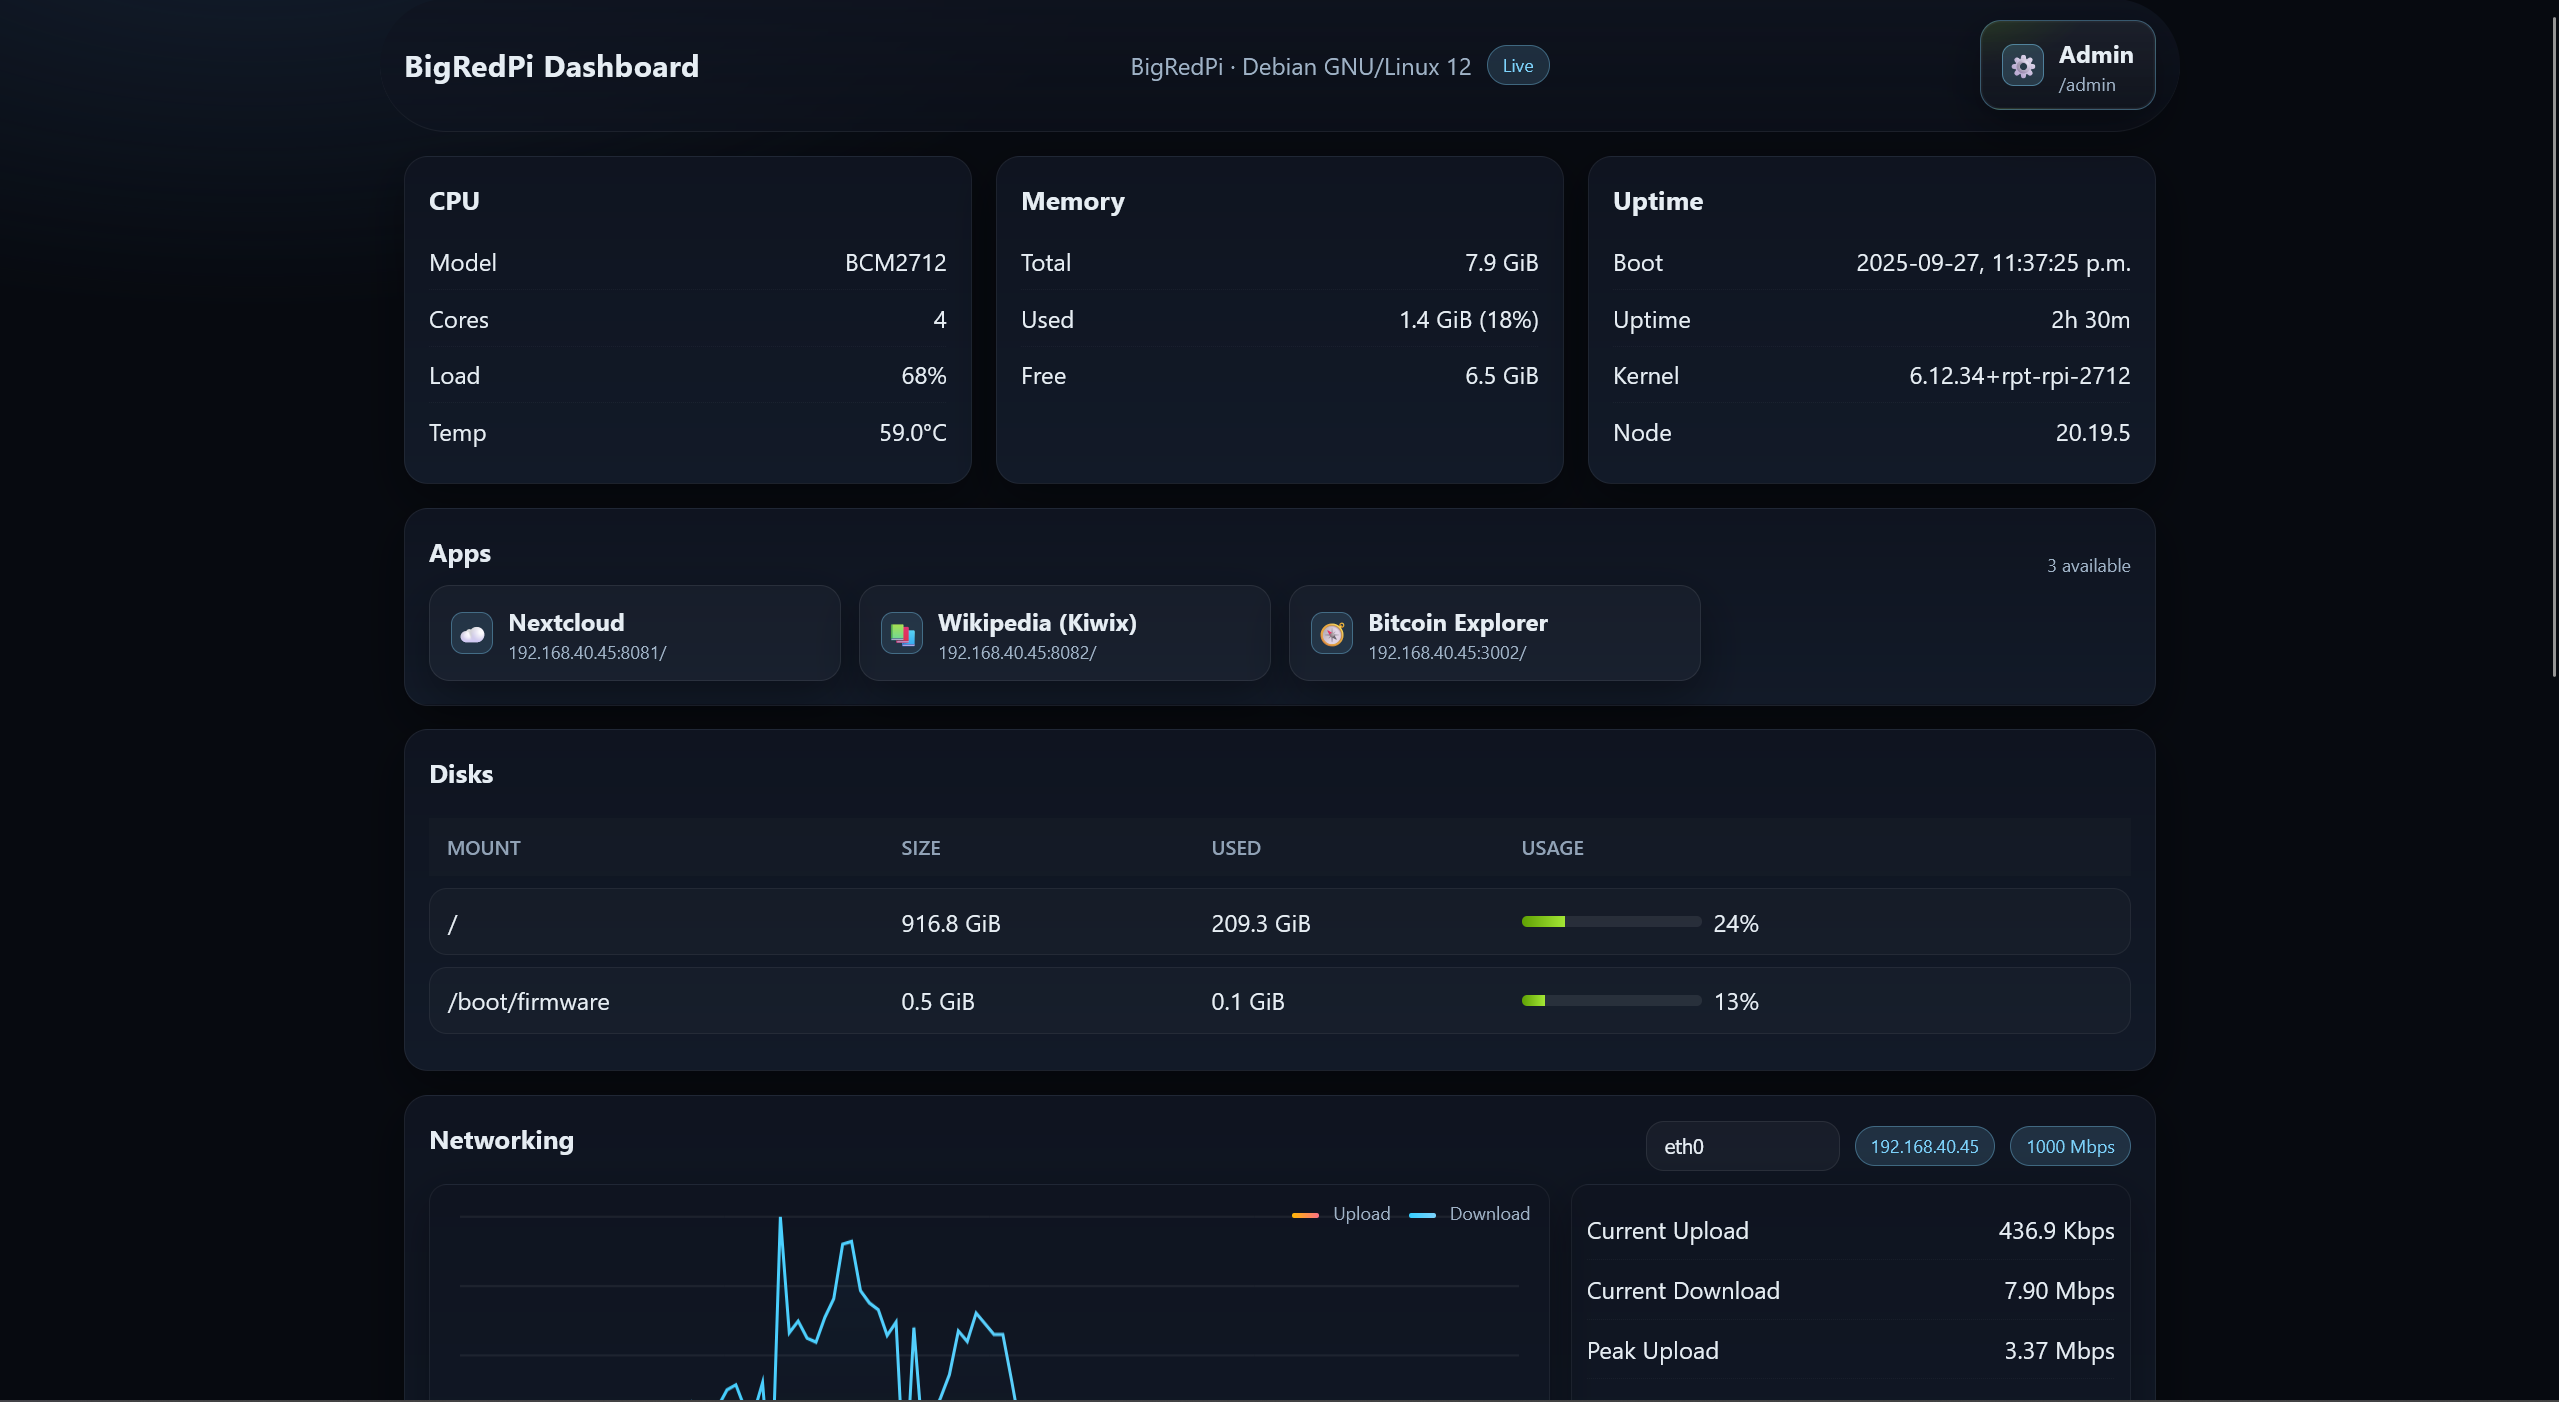 BigRedPi Dashboard
BigRedPi · Debian GNU/Linux 12 Live
Admin
/admin
CPU
Model BCM2712
Cores 4
Load 68%
Temp 59.0°C
Memory
Total 7.9 GiB
Used 1.4 GiB (18%)
Free 6.5 GiB
Uptime
Boot 2025-09-27, 11:37:25 p.m.
Uptime 2h 30m
Kernel 6.12.34+rpt-rpi-2712
Node 20.19.5
Apps
3 available
Nextcloud
192.168.40.45:8081/
Wikipedia (Kiwix)
192.168.40.45:8082/
Bitcoin Explorer
192.168.40.45:3002/
Disks
MOUNT SIZE USED USAGE
/ 916.8 GiB 209.3 GiB 24%
/boot/firmware 0.5 GiB 0.1 GiB 13%
Networking
eth0 192.168.40.45 1000 Mbps
Upload Download
Current Upload 436.9 Kbps
Current Download 7.90 Mbps
Peak Upload 3.37 Mbps